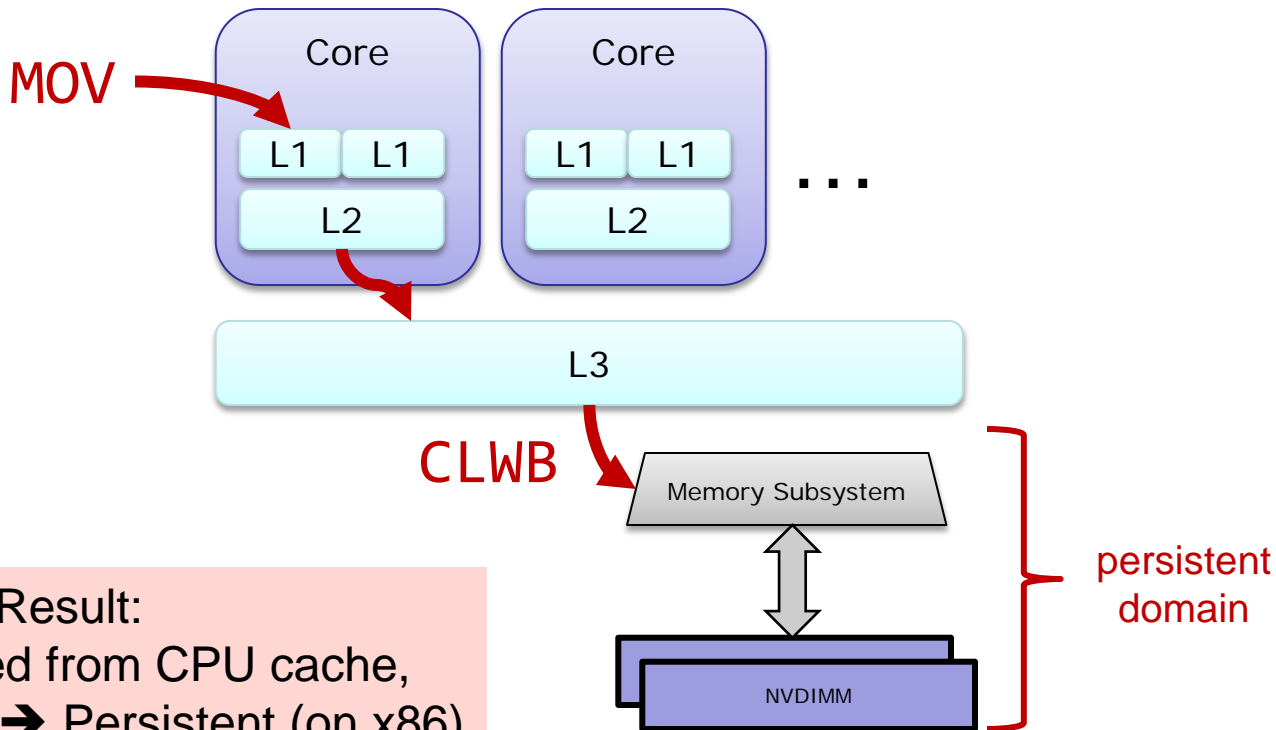 Core
Core
MOV
L1 L1
L1 L1
...
L2
L2
L3
CLWB
Memory Subsystem
persistent
domain
Result:
ed from CPU cache,
➔ Persistent (on x86)
NVDIMM